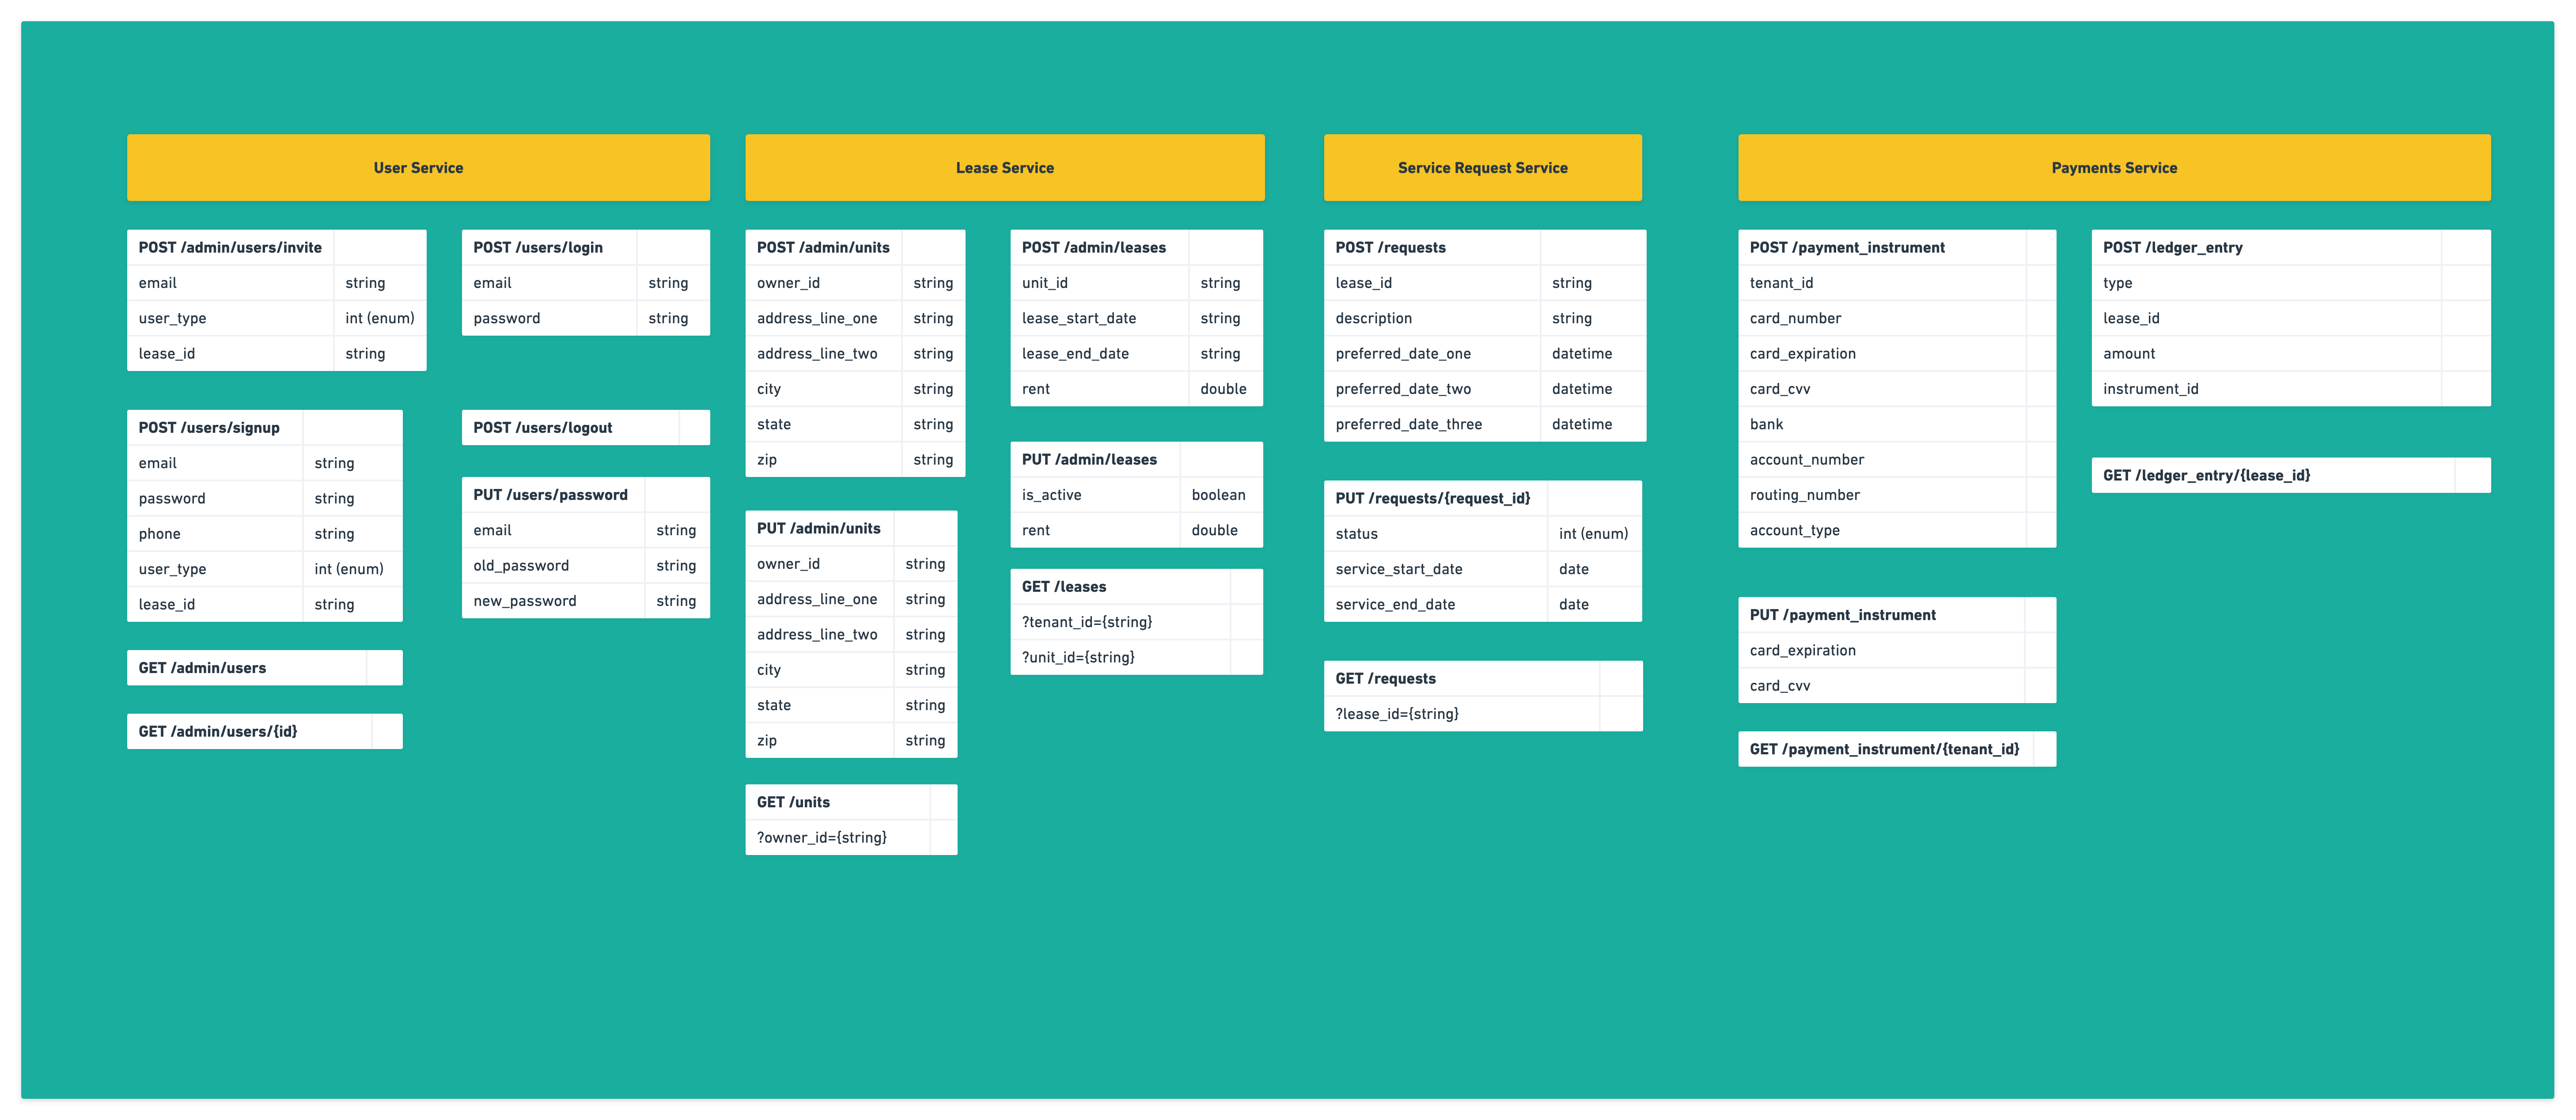 User Service
POST /admin/users/invite
email string
user_type int (enum)
lease_id string
POST /users/signup
email string
password string
phone string
user_type int (enum)
lease_id string
GET /admin/users
GET /admin/users/{id}
POST /users/login
email string
password string
POST /users/logout
PUT /users/password
email string
old_password string
new_password string
Lease Service
POST /admin/units
owner_id string
address_line_one string
address_line_two string
city string
state string
zip string
PUT /admin/units
owner_id string
address_line_one string
address_line_two string
city string
state string
zip string
GET /units
?owner_id={string}
POST /admin/leases
unit_id string
lease_start_date string
lease_end_date string
rent double
PUT /admin/leases
is_active boolean
rent double
GET /leases
?tenant_id={string}
?unit_id={string}
Service Request Service
POST /requests
lease_id string
description string
preferred_date_one datetime
preferred_date_two datetime
preferred_date_three datetime
PUT /requests/{request_id}
status int (enum)
service_start_date date
service_end_date date
GET /requests
?lease_id={string}
Payments Service
POST /payment_instrument
tenant_id
card_number
card_expiration
card_cvv
bank
account_number
routing_number
account_type
PUT /payment_instrument
card_expiration
card_cvv
GET /payment_instrument/{tenant_id}
POST /ledger_entry
type
lease_id
amount
instrument_id
GET /ledger_entry/{lease_id}